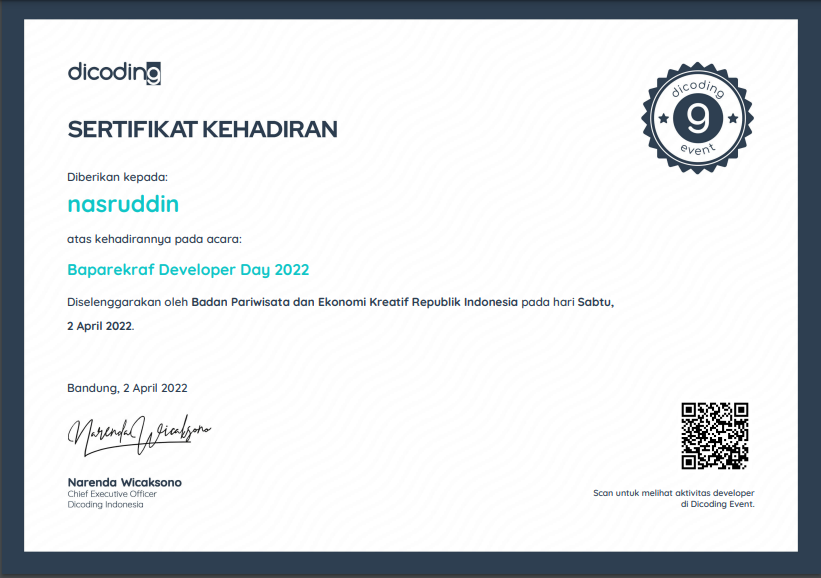 dicoding
dicoding
9
event
SERTIFIKAT KEHADIRAN
Diberikan kepada:
nasruddin
atas kehadirannya pada acara:
Baparekraf Developer Day 2022
Diselenggarakan oleh Badan Pariwisata dan Ekonomi Kreatif Republik Indonesia pada hari Sabtu,
2 April 2022.
Bandung, 2 April 2022
Narenda Wicaksono
Narenda Wicaksono
Chief Executive Officer
Dicoding Indonesia
Scan untuk melihat aktivitas developer
di Dicoding Event.